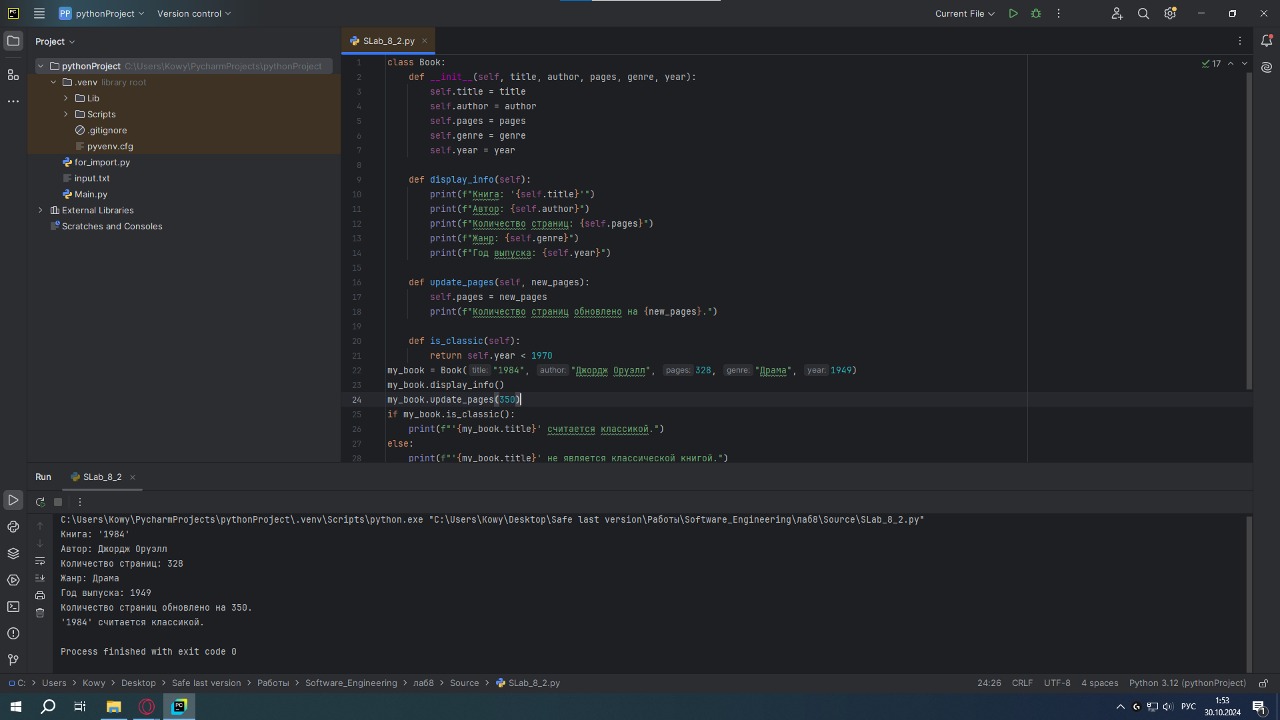 PP pythonProject Version control Current File
Project SLab_8_2.py
pythonProject C:\Users\Kowy\PycharmProjects\pythonProject
.venv library root
Lib
Scripts
.gitignore
pyvenv.cfg
for_import.py
input.txt
Main.py
External Libraries
Scratches and Consoles
17
1 class Book:
2 def __init__(self, title, author, pages, genre, year):
3 self.title = title
4 self.author = author
5 self.pages = pages
6 self.genre = genre
7 self.year = year
8
9 def display_info(self):
10 print(f"Книга: '{self.title}'")
11 print(f"Автор: {self.author}")
12 print(f"Количество страниц: {self.pages}")
13 print(f"Жанр: {self.genre}")
14 print(f"Год выпуска: {self.year}")
15
16 def update_pages(self, new_pages):
17 self.pages = new_pages
18 print(f"Количество страниц обновлено на {new_pages}.")
19
20 def is_classic(self):
21 return self.year < 1970
22 my_book = Book( title: "1984", author: "Джордж Оруэлл", pages: 328, genre: "Драма", year: 1949)
23 my_book.display_info()
24 my_book.update_pages(350)
25 if my_book.is_classic():
26 print(f"'{my_book.title}' считается классикой.")
27 else:
28 print(f"'{my_book.title}' не является классической книгой.")
Run SLab_8_2
C:\Users\Kowy\PycharmProjects\pythonProject\.venv\Scripts\python.exe "C:\Users\Kowy\Desktop\Safe last version\Работы\Software_Engineering\лаб8\Source\SLab_8_2.py"
Книга: '1984'
Автор: Джордж Оруэлл
Количество страниц: 328
Жанр: Драма
Год выпуска: 1949
Количество страниц обновлено на 350.
'1984' считается классикой.
Process finished with exit code 0
C: > Users > Kowy > Desktop > Safe last version > Работы > Software_Engineering > лаб8 > Source > SLab_8_2.py 24:26 CRLF UTF-8 4 spaces Python 3.12 (pythonProject)
РУС 1:53
30.10.2024